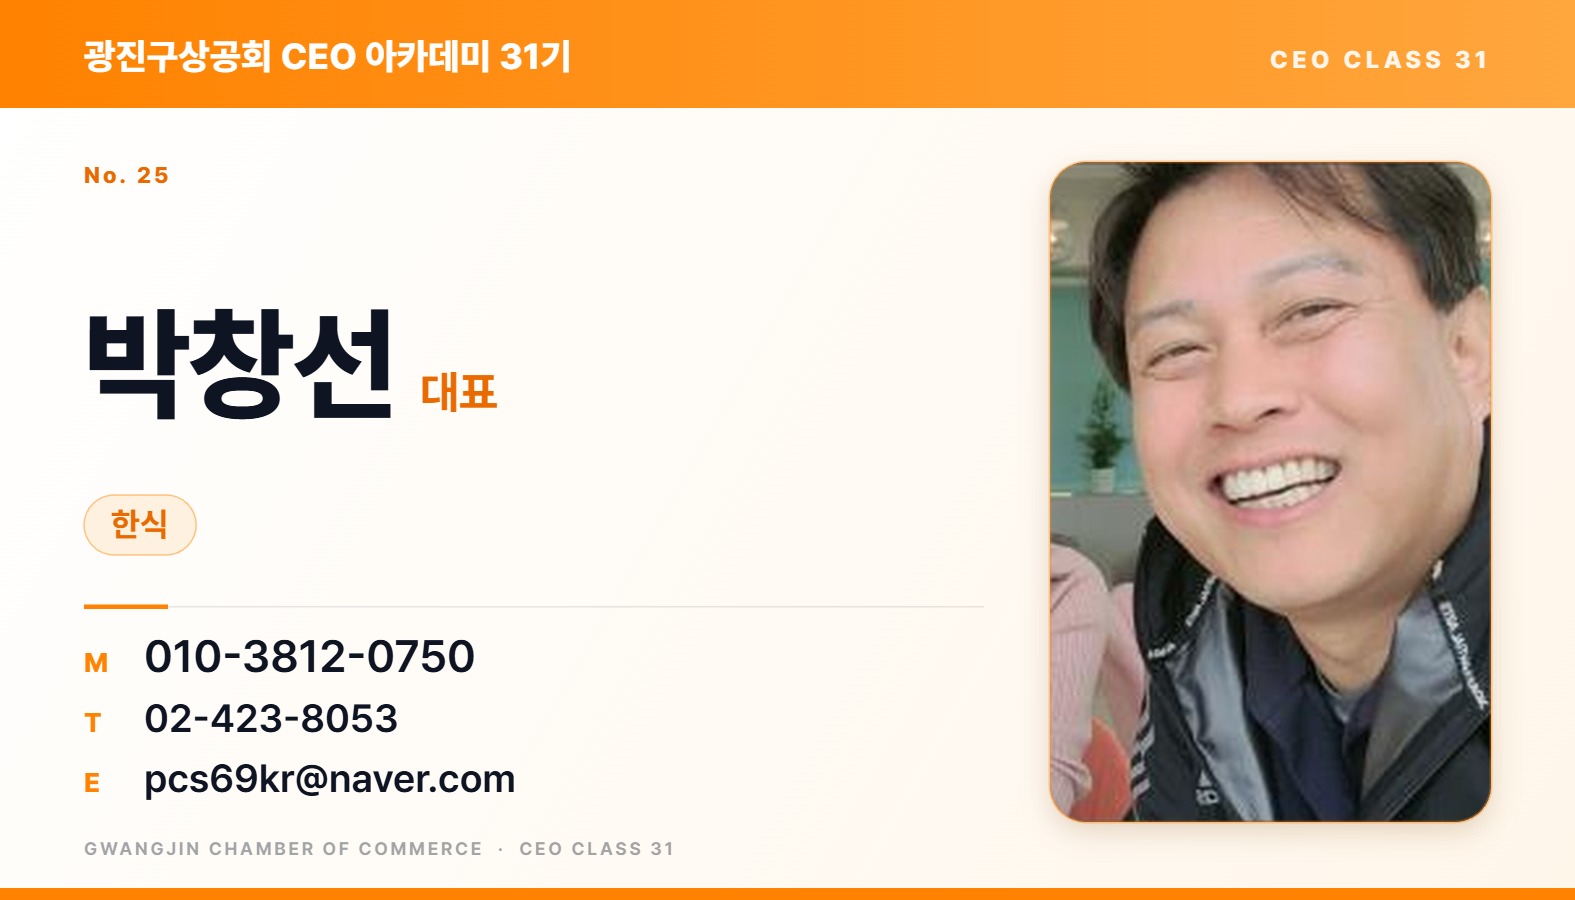 광진구상공회 CEO 아카데미 31기
CEO CLASS 31
No. 25
박창선 대표
한식
M 010-3812-0750
T 02-423-8053
E pcs69kr@naver.com
GWANGJIN CHAMBER OF COMMERCE · CEO CLASS 31